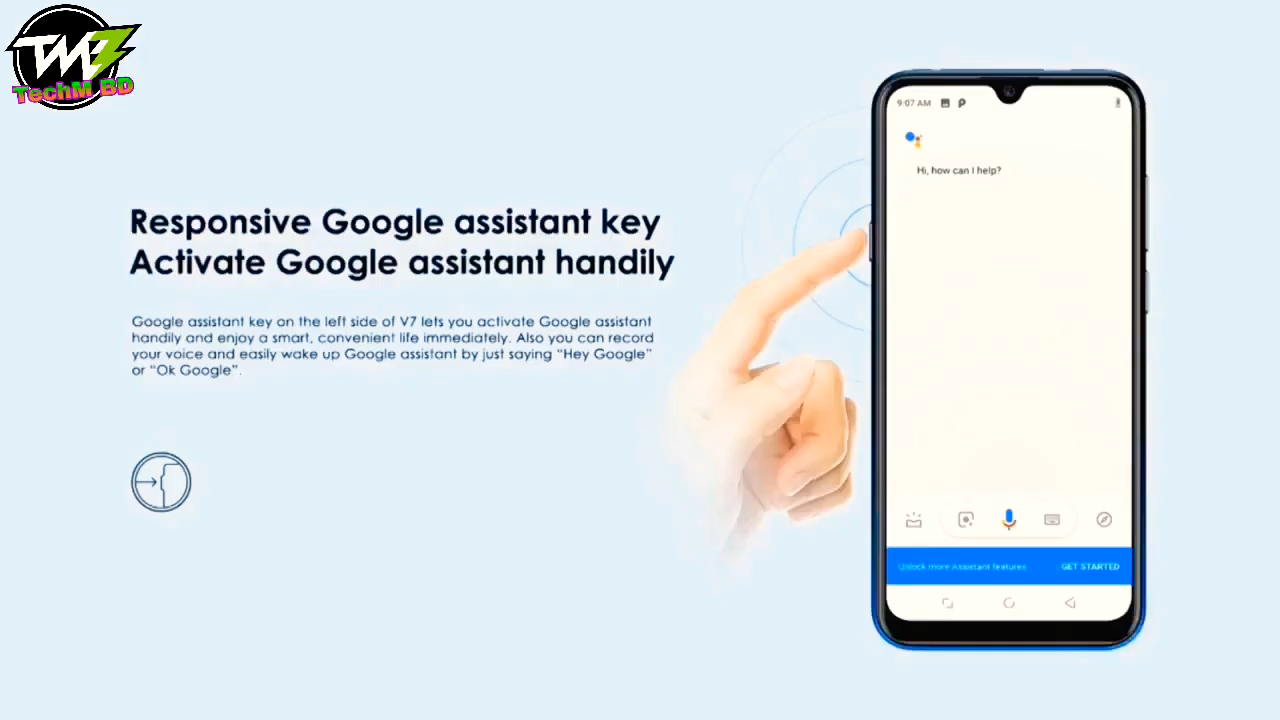 TM7
TechM BD
Responsive Google assistant key
Activate Google assistant handily
Google assistant key on the left side of V7 lets you activate Google assistant
handily and enjoy a smart, convenient life immediately. Also you can record
your voice and easily wake up Google assistant by just saying “Hey Google”
or “Ok Google”.
9:07 AM
Hi, how can I help?
Unlock more Assistant features
GET STARTED